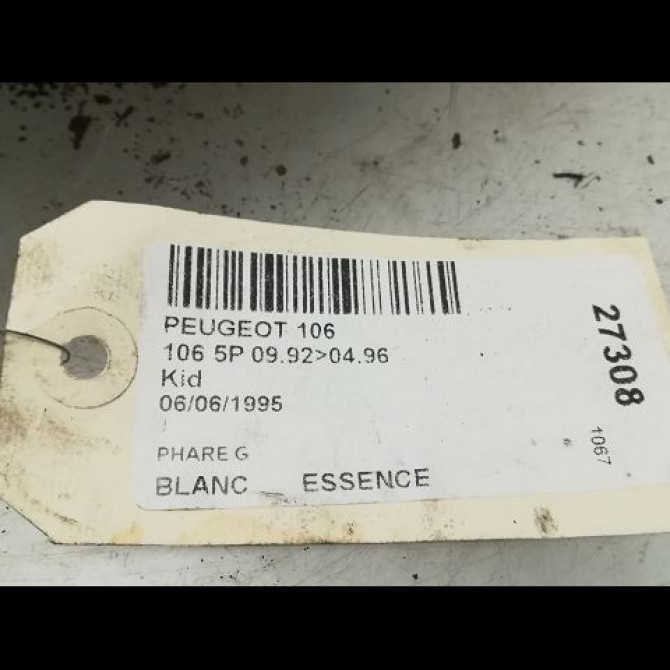 PEUGEOT 106
106 5P 09.92>04.96
Kid
06/06/1995
PHARE G
BLANC ESSENCE
27308
1067